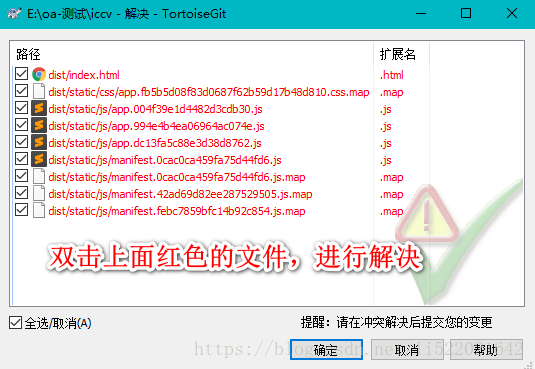 E:\oa-测试\iccv - 解决 - TortoiseGit
路径 扩展名
dist/index.html .html
dist/static/css/app.fb5b5d08f83d0687f62b59d17b48d810.css.map .map
dist/static/js/app.004f39e1d4482d3cdb30.js .js
dist/static/js/app.994e4b4ea06964ac074e.js .js
dist/static/js/app.dc13fa5c88e3d38d8762.js .js
dist/static/js/manifest.0cac0ca459fa75d44fd6.js .js
dist/static/js/manifest.0cac0ca459fa75d44fd6.js.map .map
dist/static/js/manifest.42ad69d82ee287529505.js.map .map
dist/static/js/manifest.febc7859bfc14b92c854.js.map .map
双击上面红色的文件，进行解决
全选/取消(A) 提醒：请在冲突解决后提交您的变更
确定 取消 帮助